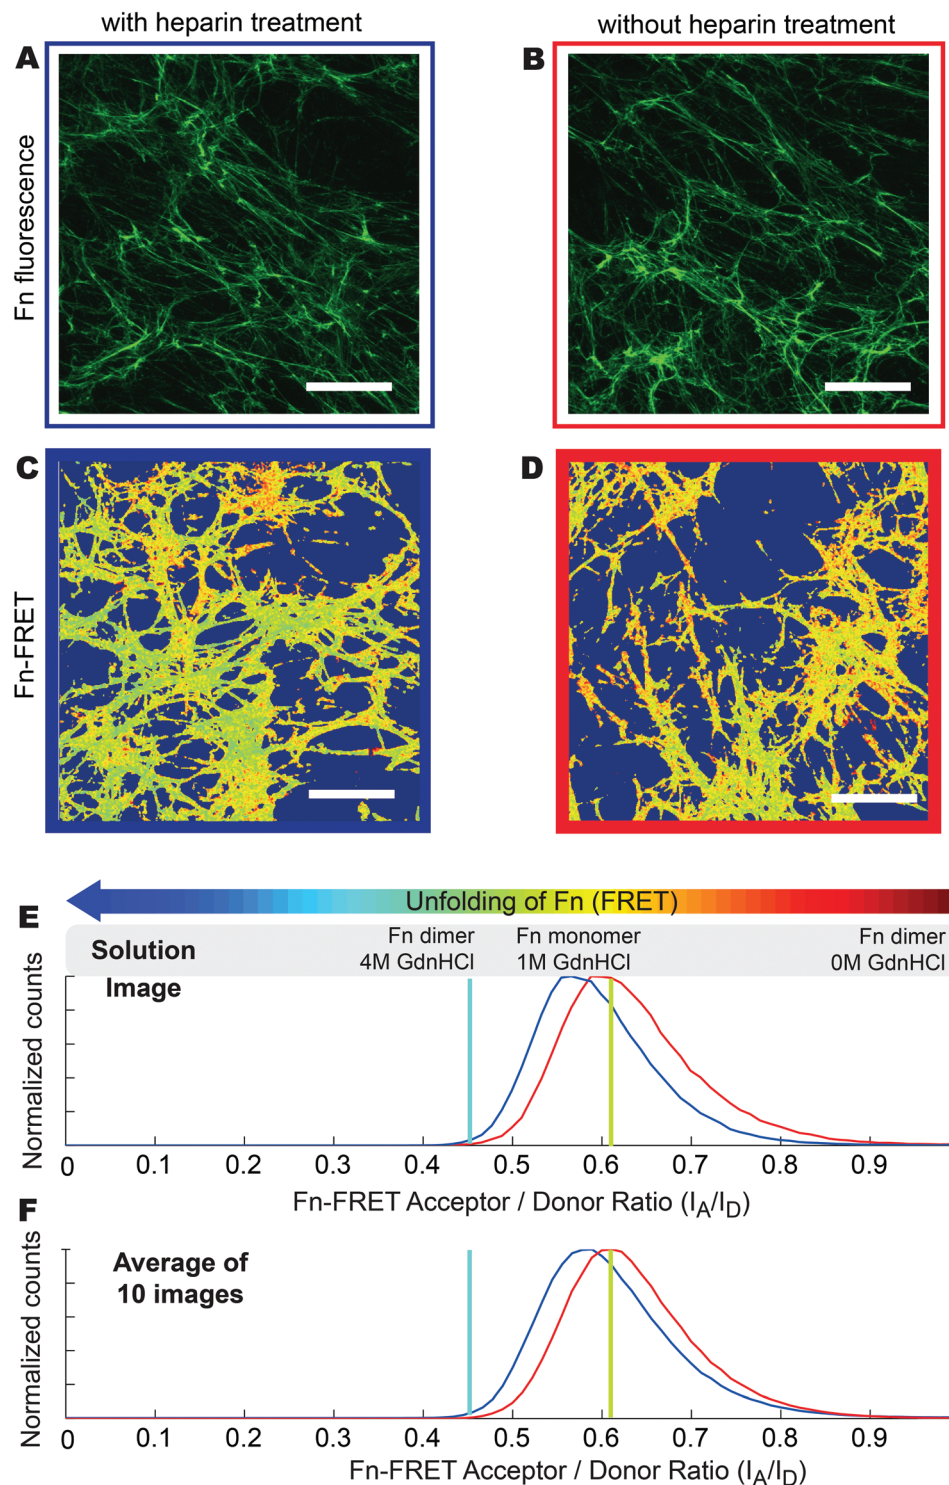 with heparin treatment
without heparin treatment
A
B
Fn fluorescence
C
D
Fn-FRET
E
Unfolding of Fn (FRET)
Solution
Fn dimer
4M GdnHCl
Fn monomer
1M GdnHCl
Fn dimer
0M GdnHCl
Image
Normalized counts
0 0.1 0.2 0.3 0.4 0.5 0.6 0.7 0.8 0.9
Fn-FRET Acceptor / Donor Ratio (I_A/I_D)
F
Average of
10 images
Normalized counts
0 0.1 0.2 0.3 0.4 0.5 0.6 0.7 0.8 0.9
Fn-FRET Acceptor / Donor Ratio (I_A/I_D)